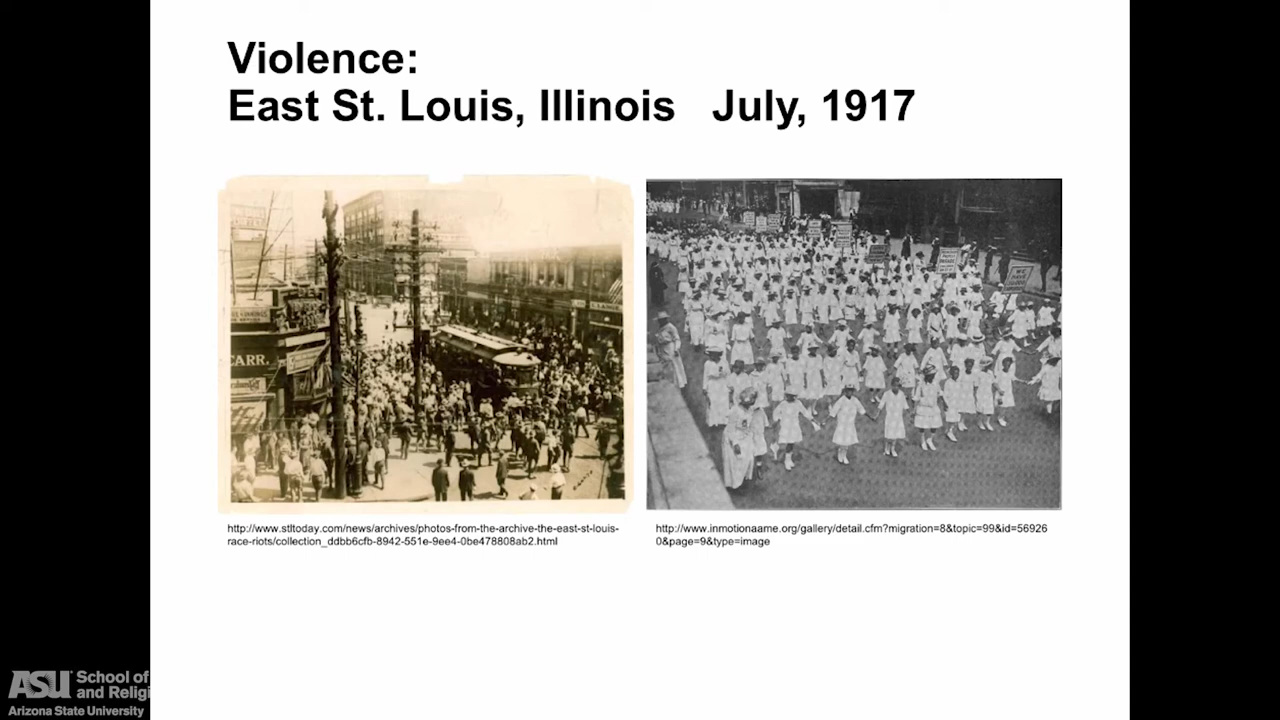 Violence:
East St. Louis, Illinois July, 1917
CARR.
http://www.stltoday.com/news/archives/photos-from-the-archive-the-east-st-louis-
race-riots/collection_ddbb6cfb-8942-551e-9ee4-0be478808ab2.html
http://www.inmotionaame.org/gallery/detail.cfm?migration=8&topic=99&id=56926
0&page=9&type=image
ASU School of
and Religi
Arizona State University